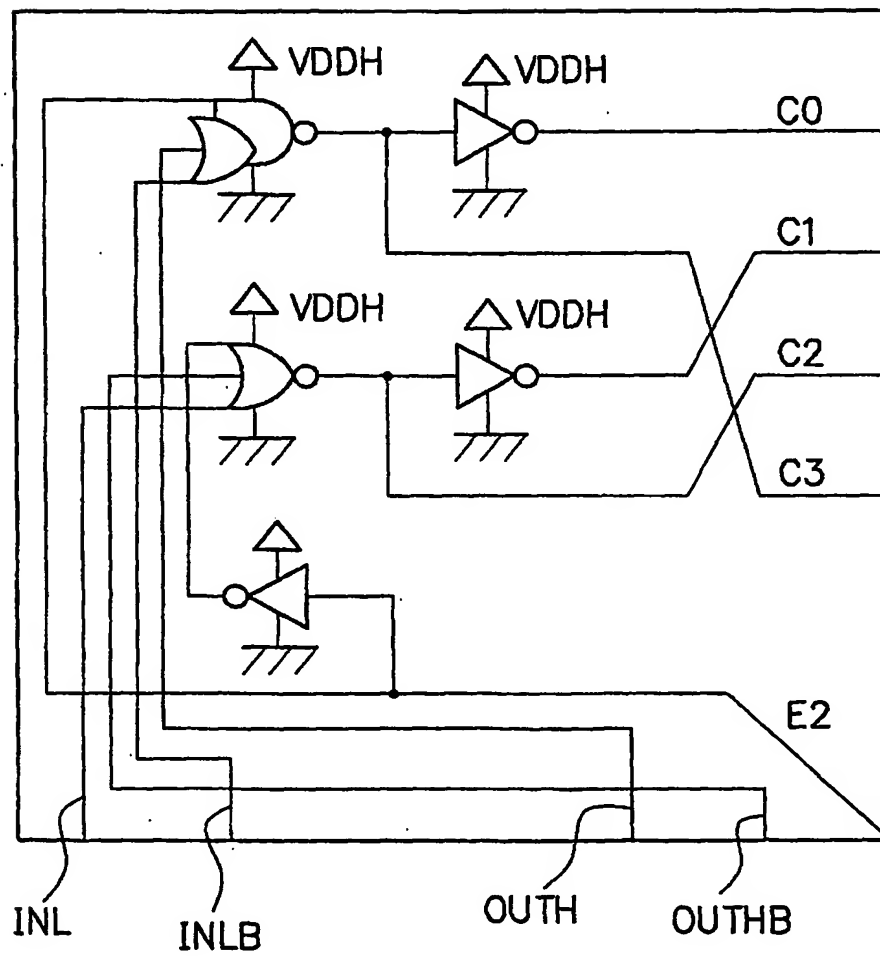 VDDH
VDDH
C0
C1
VDDH
VDDH
C2
C3
E2
INL
INLB
OUTH
OUTHB